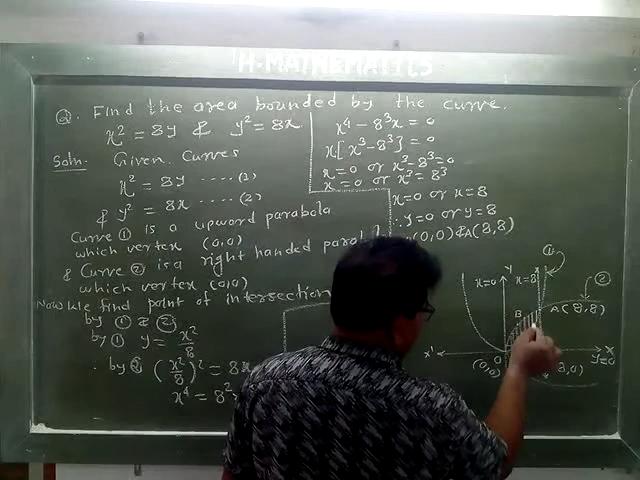 H-MATHEMATICS
Q. Find the area bounded by the curve.
x² = 8y & y² = 8x
Soln. Given Curves
x² = 8y ..... (1)
& y² = 8x ..... (2)
Curve ① is a upward parabola
which vertex (0,0)
& Curve ② is a right handed
which vertex (0,0)
Now We find point of intersection
by ① & ②
by ① y = x²/8
by ② (x²/8)² = 8x
x⁴ = 8²
x⁴ - 8³x = 0
x[x³-8³] = 0
x = 0 or x³-8³=0
x = 0 or x³ = 8³
x=0 or x = 8
∴ y=0 or y=8
(0,0) & A(8,8)
①
②
Y
x=0
x=8
B
A(8,8)
X'
O
(0,0)
X
y=0